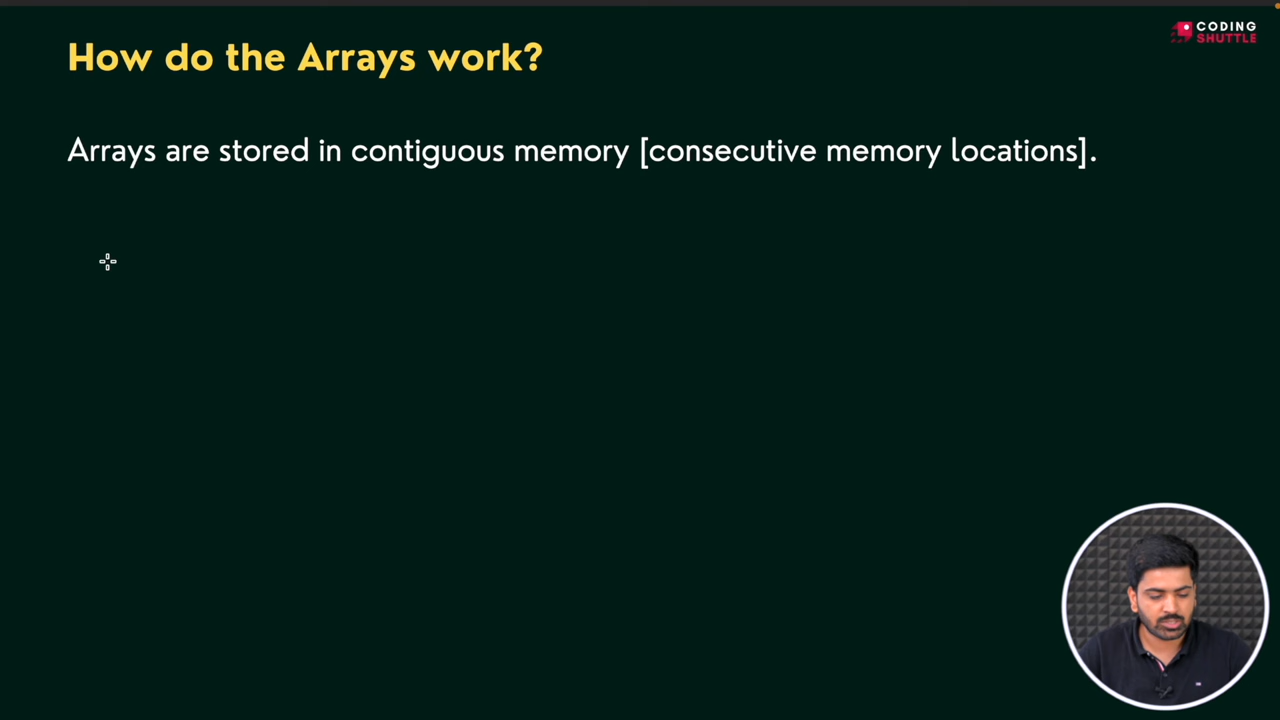 How do the Arrays work?
CODING
SHUTTLE
Arrays are stored in contiguous memory [consecutive memory locations].